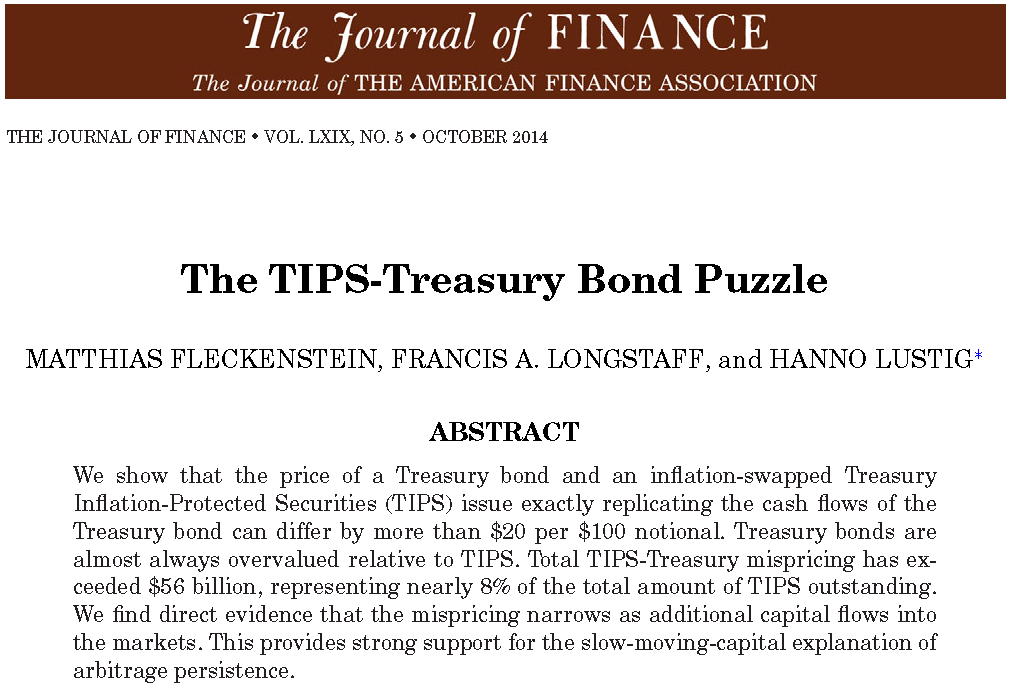 The Journal of FINANCE
The Journal of THE AMERICAN FINANCE ASSOCIATION
THE JOURNAL OF FINANCE • VOL. LXIX, NO. 5 • OCTOBER 2014
The TIPS-Treasury Bond Puzzle
MATTHIAS FLECKENSTEIN, FRANCIS A. LONGSTAFF, and HANNO LUSTIG*
ABSTRACT
We show that the price of a Treasury bond and an inflation-swapped Treasury
Inflation-Protected Securities (TIPS) issue exactly replicating the cash flows of the
Treasury bond can differ by more than $20 per $100 notional. Treasury bonds are
almost always overvalued relative to TIPS. Total TIPS-Treasury mispricing has ex-
ceeded $56 billion, representing nearly 8% of the total amount of TIPS outstanding.
We find direct evidence that the mispricing narrows as additional capital flows into
the markets. This provides strong support for the slow-moving-capital explanation of
arbitrage persistence.